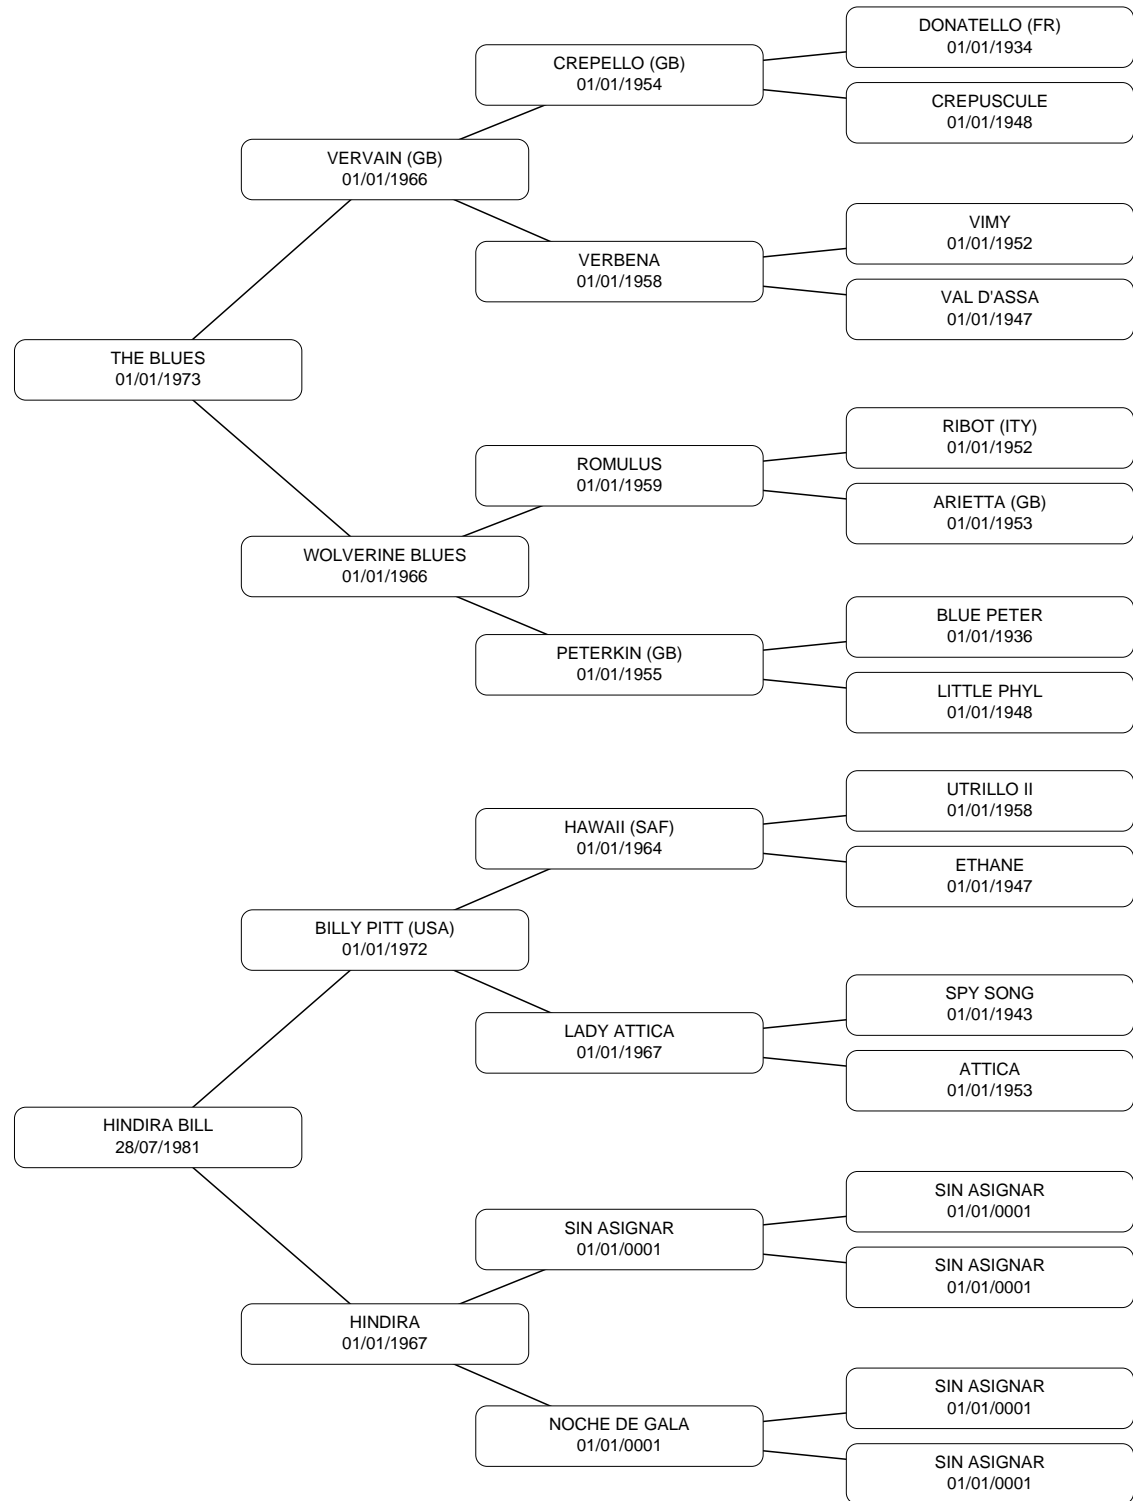 DONATELLO (FR)
01/01/1934
CREPELLO (GB)
01/01/1954
CREPUSCULE
01/01/1948
VERVAIN (GB)
01/01/1966
VIMY
01/01/1952
VERBENA
01/01/1958
VAL D'ASSA
01/01/1947
THE BLUES
01/01/1973
RIBOT (ITY)
01/01/1952
ROMULUS
01/01/1959
ARIETTA (GB)
01/01/1953
WOLVERINE BLUES
01/01/1966
BLUE PETER
01/01/1936
PETERKIN (GB)
01/01/1955
LITTLE PHYL
01/01/1948
UTRILLO II
01/01/1958
HAWAII (SAF)
01/01/1964
ETHANE
01/01/1947
BILLY PITT (USA)
01/01/1972
SPY SONG
01/01/1943
LADY ATTICA
01/01/1967
ATTICA
01/01/1953
HINDIRA BILL
28/07/1981
SIN ASIGNAR
01/01/0001
SIN ASIGNAR
01/01/0001
SIN ASIGNAR
01/01/0001
HINDIRA
01/01/1967
SIN ASIGNAR
01/01/0001
NOCHE DE GALA
01/01/0001
SIN ASIGNAR
01/01/0001